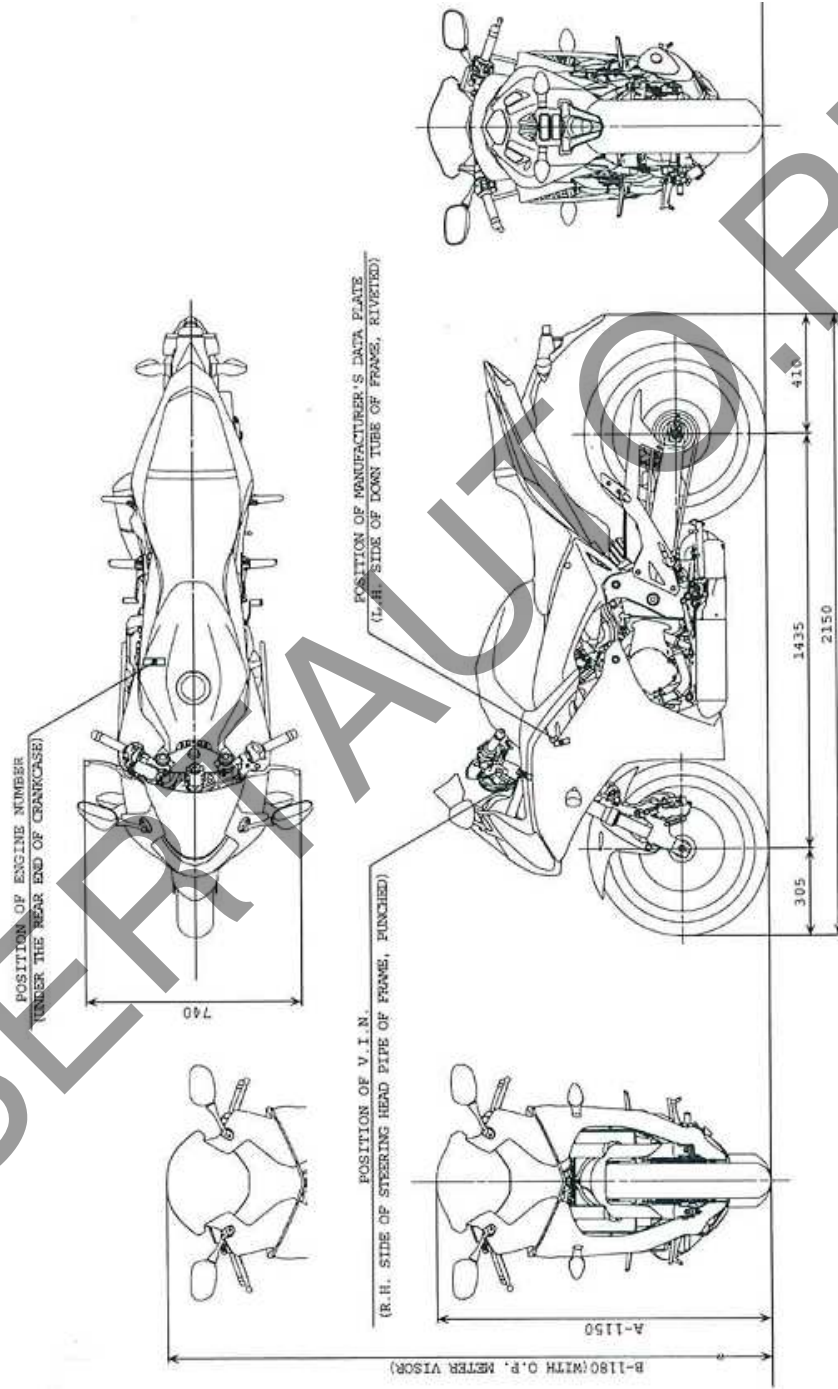 POSITION OF ENGINE NUMBER
(UNDER THE REAR END OF CRANKCASE)
740
POSITION OF MANUFACTURER'S DATA PLATE
(L.H. SIDE OF DOWN TUBE OF FRAME, RIVETED)
POSITION OF V.I.N.
(R.H. SIDE OF STEERING HEAD PIPE OF FRAME, PUNCHED)
B-1180(WITH O.P. METER VISOR)
A-1150
305
1435
410
2150
ERTAUTO.P